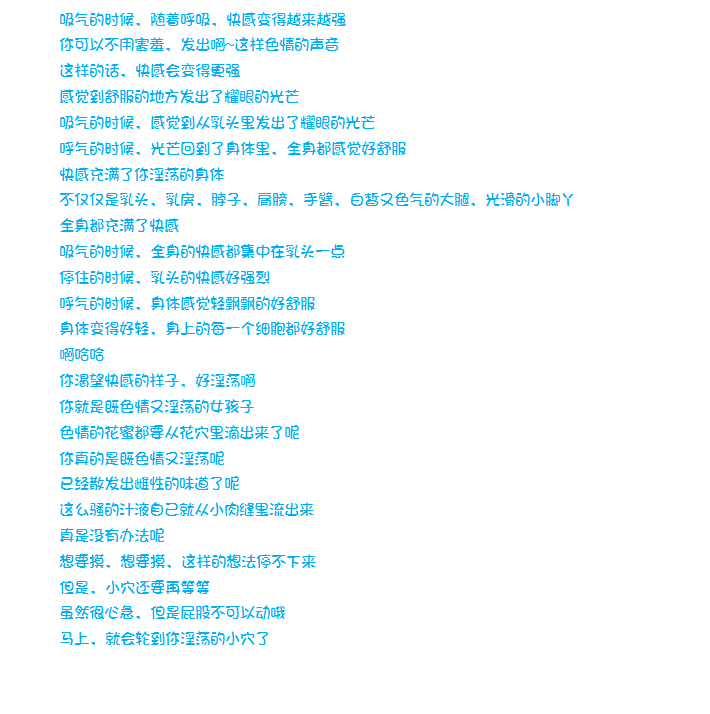 吸气的时候、随着呼吸、快感变得越来越强
你可以不用害羞、发出啊~这样色情的声音
这样的话、快感会变得更强
感觉到舒服的地方发出了耀眼的光芒
吸气的时候、感觉到从乳头里发出了耀眼的光芒
呼气的时候、光芒回到了身体里、全身都感觉好舒服
快感充满了你淫荡的身体
不仅仅是乳头、乳房、脖子、肩膀、手臂、白皙又色气的大腿、光滑的小脚丫
全身都充满了快感
吸气的时候、全身的快感都集中在乳头一点
停住的时候、乳头的快感好强烈
呼气的时候、身体感觉轻飘飘的好舒服
身体变得好轻、身上的每一个细胞都好舒服
啊哈哈
你渴望快感的样子、好淫荡啊
你就是既色情又淫荡的女孩子
色情的花蜜都要从花穴里滴出来了呢
你真的是既色情又淫荡呢
已经散发出雌性的味道了呢
这么骚的汁液自己就从小肉缝里流出来
真是没有办法呢
想要摸、想要摸、这样的想法停不下来
但是、小穴还要再等等
虽然很心急、但是屁股不可以动哦
马上、就会轮到你淫荡的小穴了